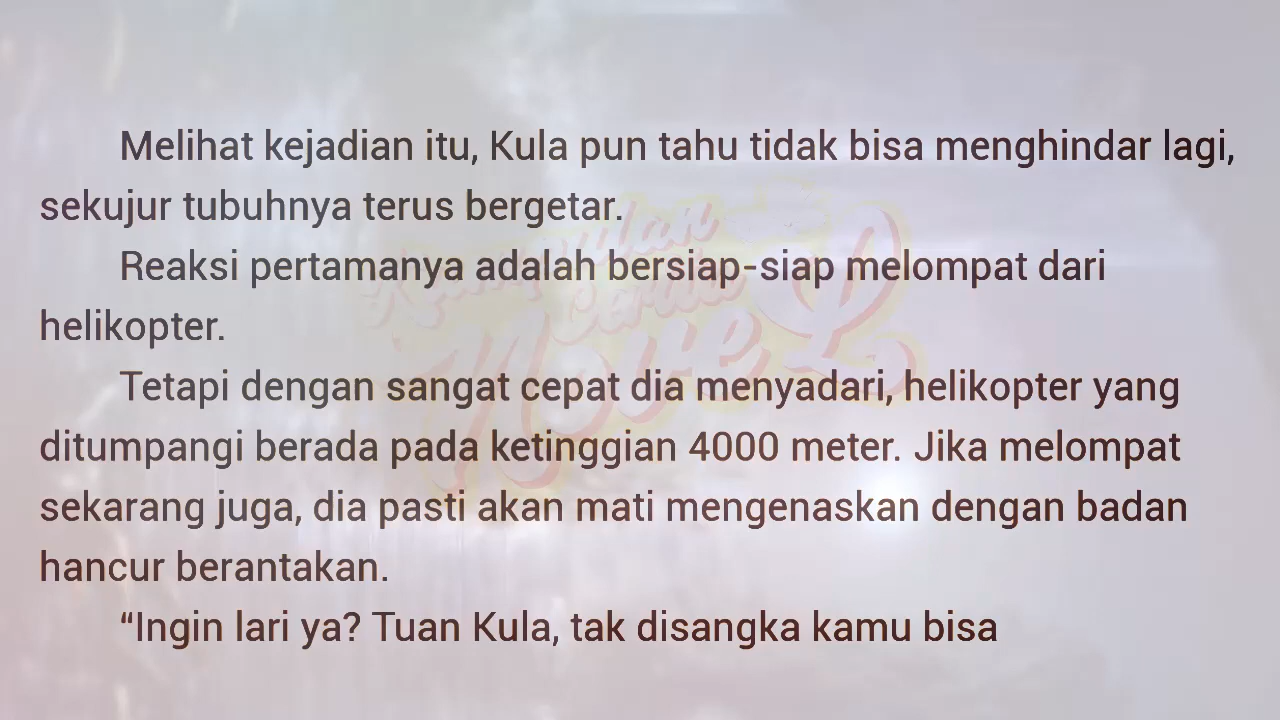 Melihat kejadian itu, Kula pun tahu tidak bisa menghindar lagi,
sekujur tubuhnya terus bergetar.
Reaksi pertamanya adalah bersiap-siap melompat dari
helikopter.
Tetapi dengan sangat cepat dia menyadari, helikopter yang
ditumpangi berada pada ketinggian 4000 meter. Jika melompat
sekarang juga, dia pasti akan mati mengenaskan dengan badan
hancur berantakan.
“Ingin lari ya? Tuan Kula, tak disangka kamu bisa
Kumpulan
Cerita
Novel